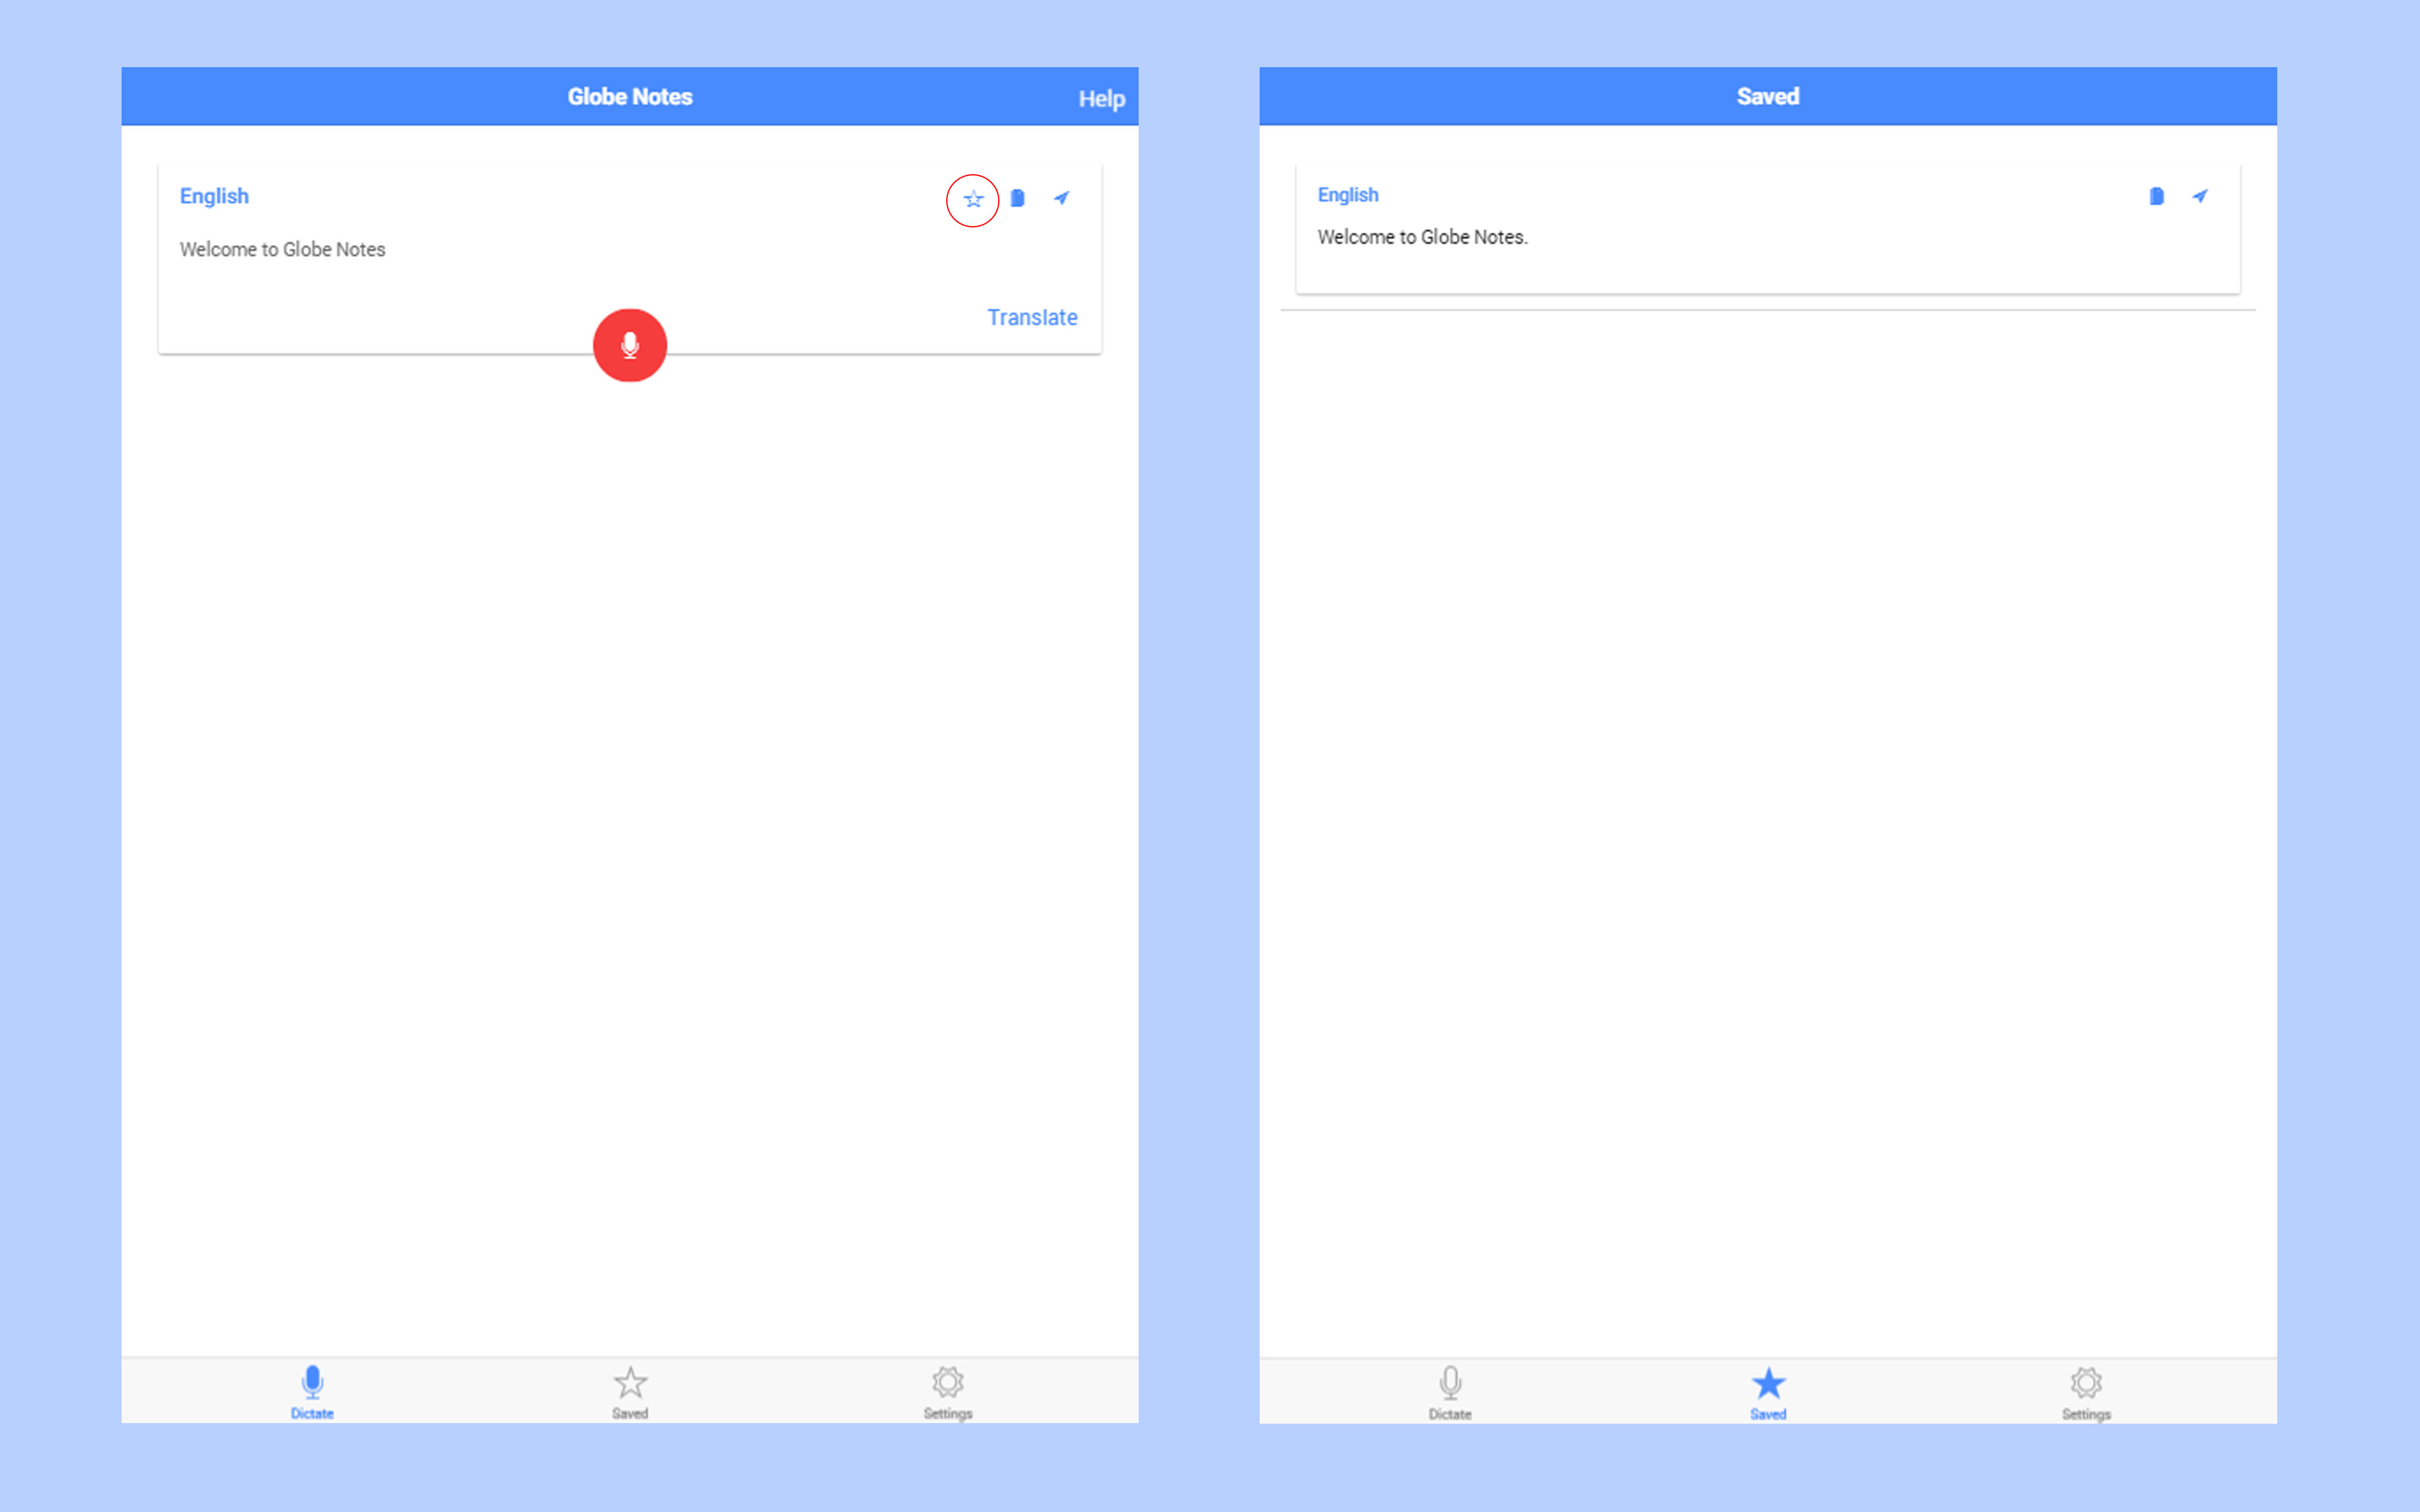 Globe Notes
Help
English
Welcome to Globe Notes
Translate
Dictate
Saved
Settings
Saved
English
Welcome to Globe Notes.
Dictate
Saved
Settings